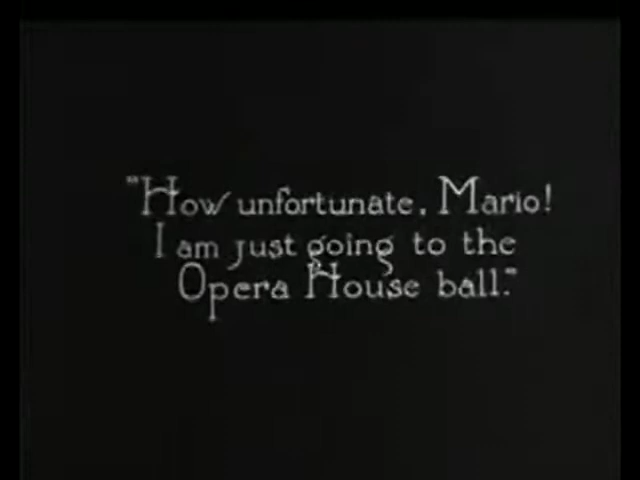 "How unfortunate, Mario!
I am just going to the
Opera House ball."